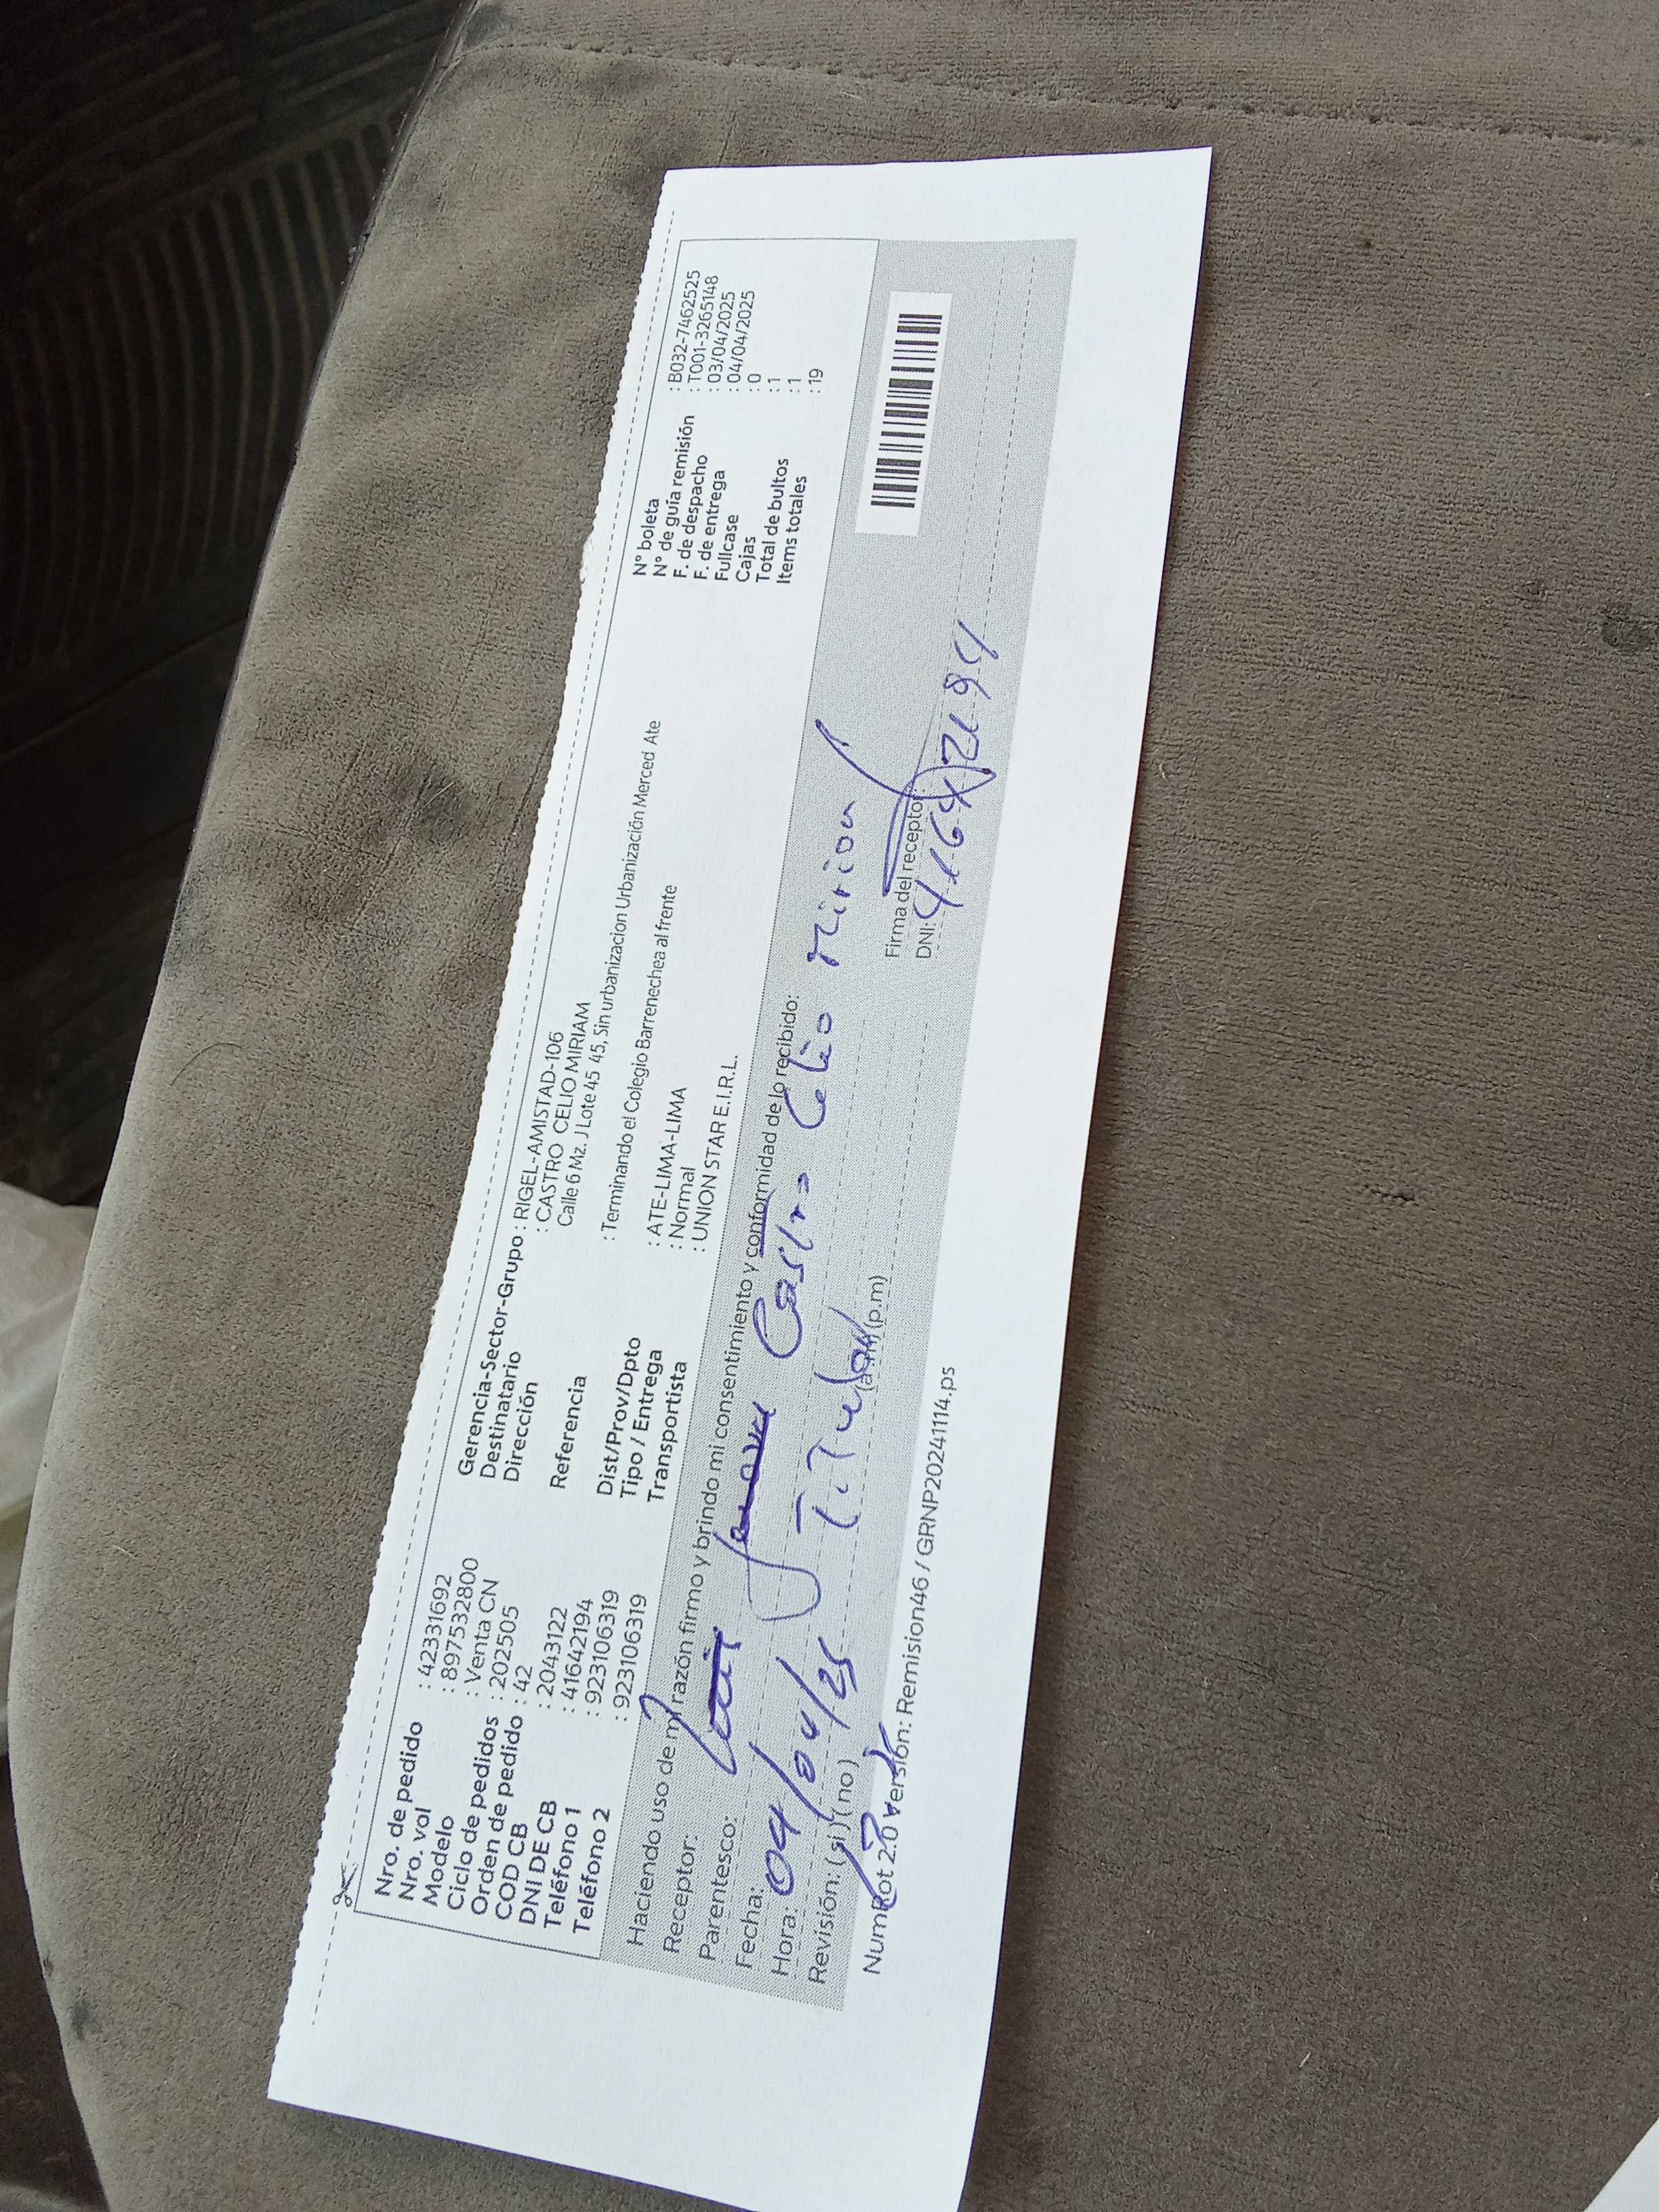 Nro. de pedido : 42331692
Nro. vol : 8975532800
Modelo : Venta CN
Ciclo de pedidos : 202505
Orden de pedido : 42
COD CB : 2043122
DNI DE CB : 41642194
Teléfono 1 : 923106319
Teléfono 2 : 923106319
Gerencia-Sector-Grupo : RIGEL-AMISTAD-106
Destinatario : CASTRO CELIO MIRIAM
Dirección Calle 6 Mz. J Lote 45 45, Sin urbanizacion Urbanización Merced Ate
Referencia : Terminando el Colegio Barrenechea al frente
Dist/Prov/Dpto : ATE-LIMA-LIMA
Tipo / Entrega : Normal
Transportista : UNION STAR E.I.R.L.
N° boleta : B032-7462525
N° de guía remisión : T001-3265148
F. de despacho : 03/04/2025
F. de entrega : 04/04/2025
Fullcase : 0
Cajas : 1
Total de bultos : 1
Items totales : 19
Haciendo uso de mi razón firmo y brindo mi consentimiento y conformidad de lo recibido:
Receptor: Castro Celio Miriam
Parentesco: Titular
Fecha: 04/04/25
Hora: (a.m) (p.m)
Revisión: (si) (no)
Firma del receptor:
DNI: 41642194
NumRot 2.0 Versión: Remision46 / GRNP20241114.ps